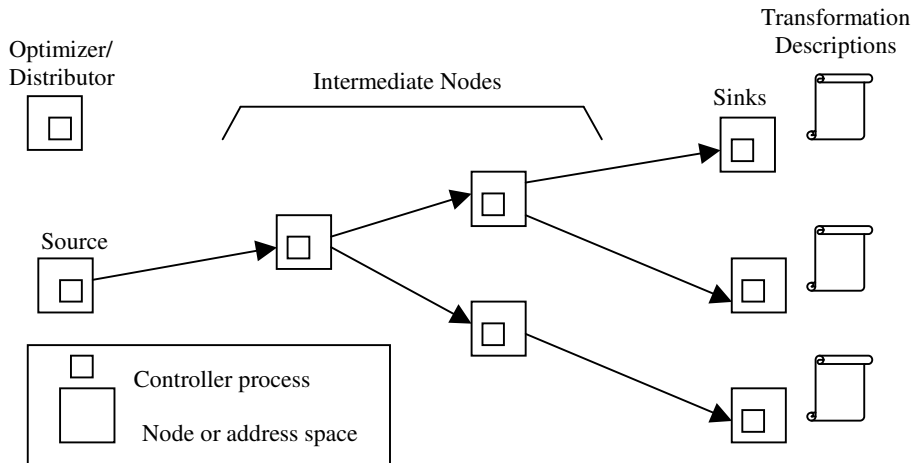 Transformation
Descriptions
Optimizer/
Distributor
Intermediate Nodes
Sinks
Source
Controller process
Node or address space